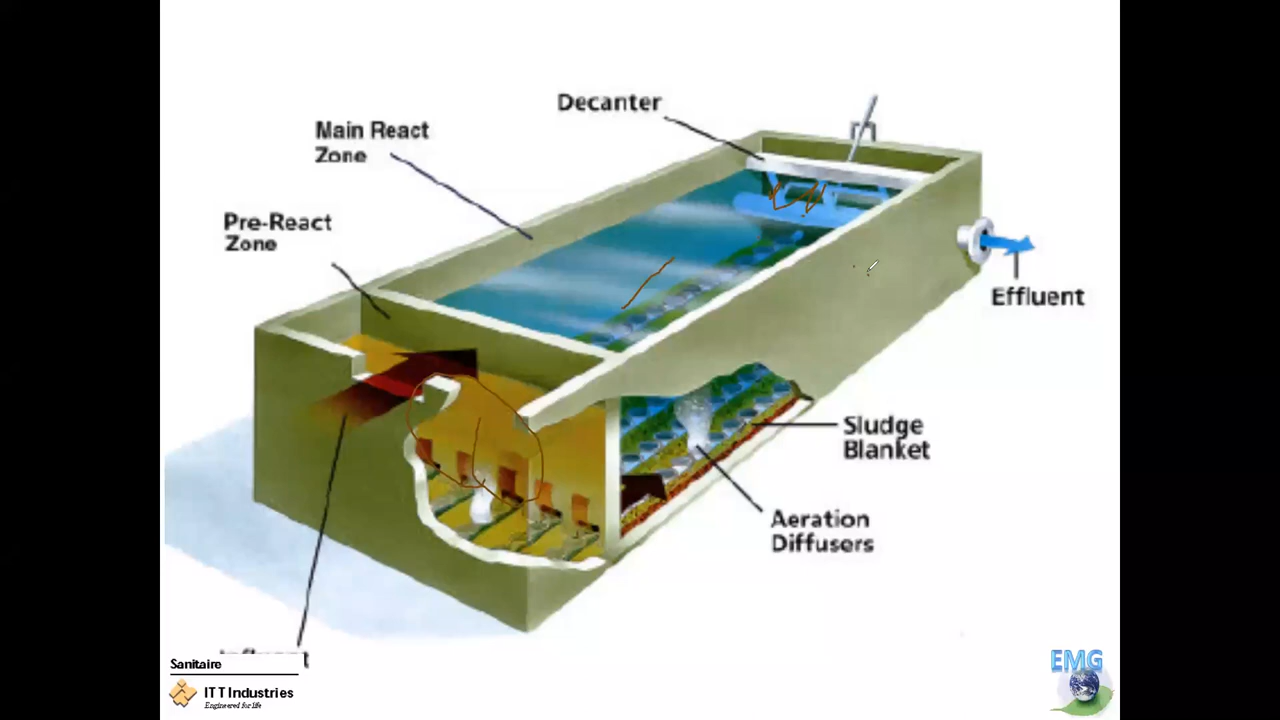 Decanter
Main React
Zone
Pre-React
Zone
Effluent
Sludge
Blanket
Aeration
Diffusers
Sanitaire
ITT Industries
Engineered for life
EMG